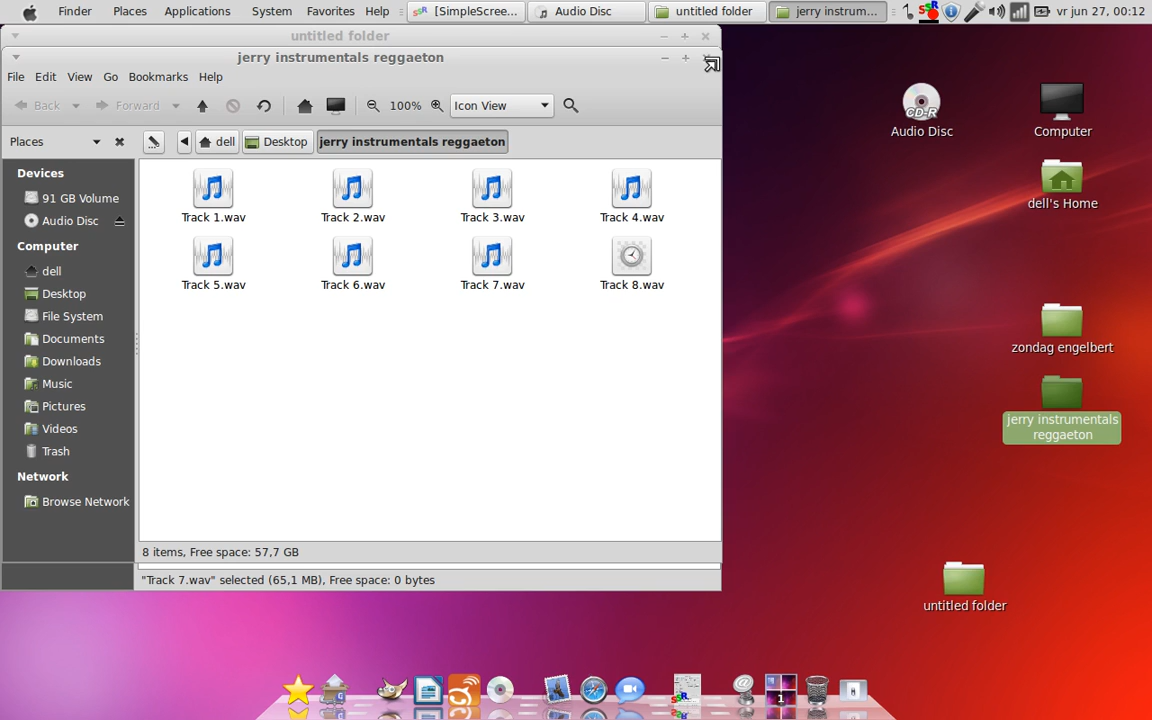 Finder Places Applications System Favorites Help [SimpleScree... Audio Disc untitled folder jerry instrum... SSR vr jun 27, 00:12
untitled folder
jerry instrumentals reggaeton
File Edit View Go Bookmarks Help
Back Forward 100% Icon View
Places dell Desktop jerry instrumentals reggaeton
Devices
91 GB Volume
Audio Disc
Computer
dell
Desktop
File System
Documents
Downloads
Music
Pictures
Videos
Trash
Network
Browse Network
Track 1.wav Track 2.wav Track 3.wav Track 4.wav
Track 5.wav Track 6.wav Track 7.wav Track 8.wav
8 items, Free space: 57,7 GB
"Track 7.wav" selected (65,1 MB), Free space: 0 bytes
CD-R
Audio Disc
Computer
dell's Home
zondag engelbert
jerry instrumentals
reggaeton
untitled folder
SSR
1